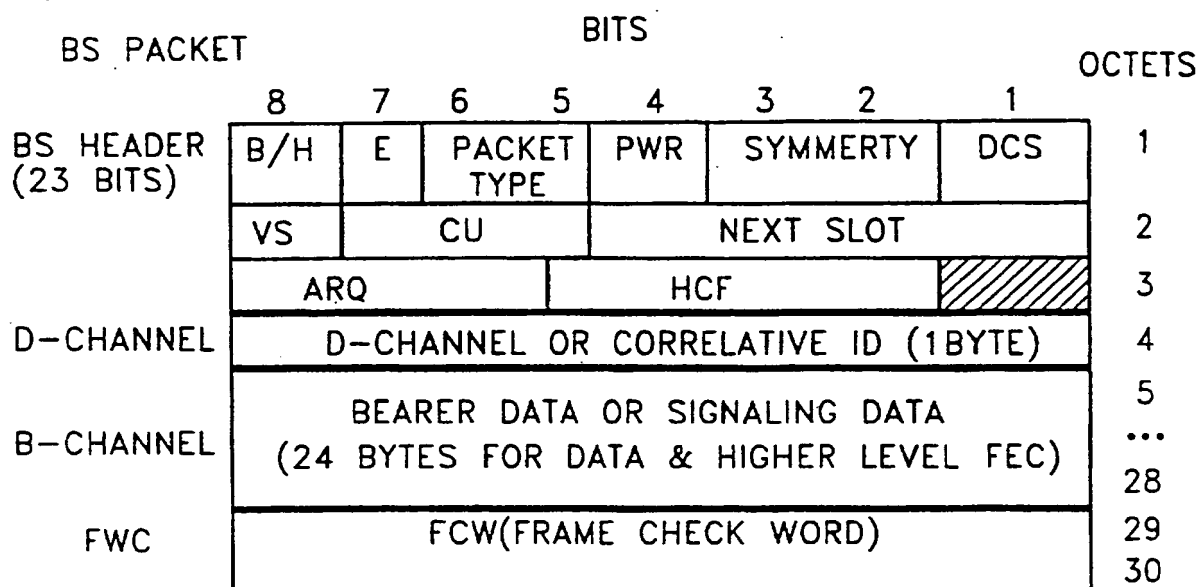 BITS
BS PACKET
OCTETS
8 7 6 5 4 3 2 1
BS HEADER (23 BITS)
B/H E PACKET TYPE PWR SYMMERTY DCS 1
VS CU NEXT SLOT 2
ARQ HCF 3
D-CHANNEL D-CHANNEL OR CORRELATIVE ID (1BYTE) 4
B-CHANNEL
BEARER DATA OR SIGNALING DATA
(24 BYTES FOR DATA & HIGHER LEVEL FEC)
5
...
28
FWC FCW(FRAME CHECK WORD) 29
30